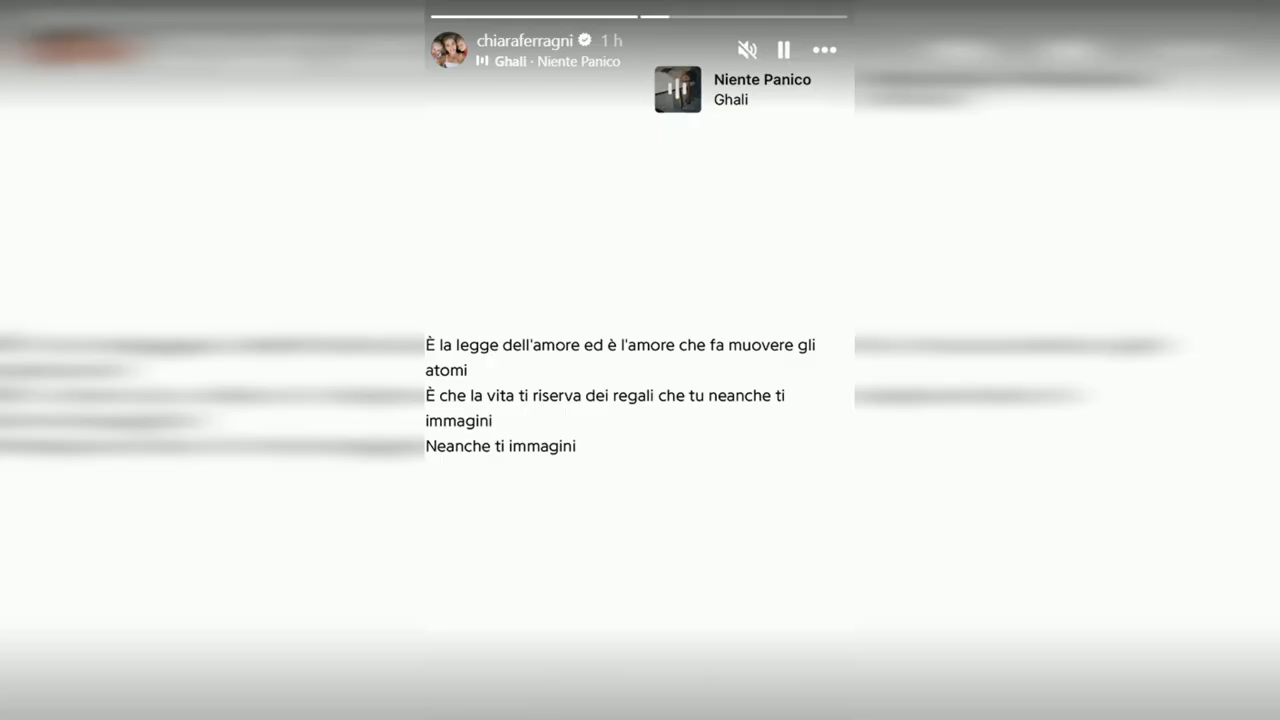 chiaraferragni 1 h
Ghali · Niente Panico
Niente Panico
Ghali
È la legge dell'amore ed è l'amore che fa muovere gli
atomi
È che la vita ti riserva dei regali che tu neanche ti
immagini
Neanche ti immagini